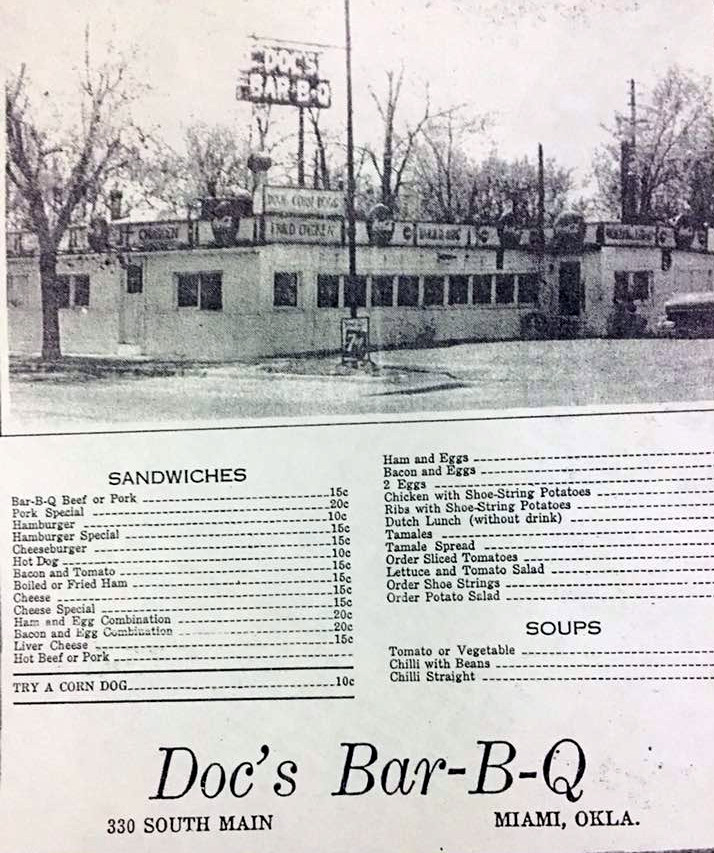 DOC'S
BAR-B-Q
CORN DOGS
FRIED CHICKEN
CHICKEN
SANDWICHES
Bar-B-Q Beef or Pork 15c
Pork Special 20c
Hamburger 10c
Hamburger Special 15c
Cheeseburger 15c
Hot Dog 10c
Bacon and Tomato 15c
Boiled or Fried Ham 15c
Cheese 15c
Cheese Special 15c
Ham and Egg Combination 20c
Bacon and Egg Combination 20c
Liver Cheese 15c
Hot Beef or Pork
TRY A CORN DOG 10c
Ham and Eggs
Bacon and Eggs
2 Eggs
Chicken with Shoe-String Potatoes
Ribs with Shoe-String Potatoes
Dutch Lunch (without drink)
Tamales
Tamale Spread
Order Sliced Tomatoes
Lettuce and Tomato Salad
Order Shoe Strings
Order Potato Salad
SOUPS
Tomato or Vegetable
Chilli with Beans
Chilli Straight
Doc's Bar-B-Q
330 SOUTH MAIN MIAMI, OKLA.